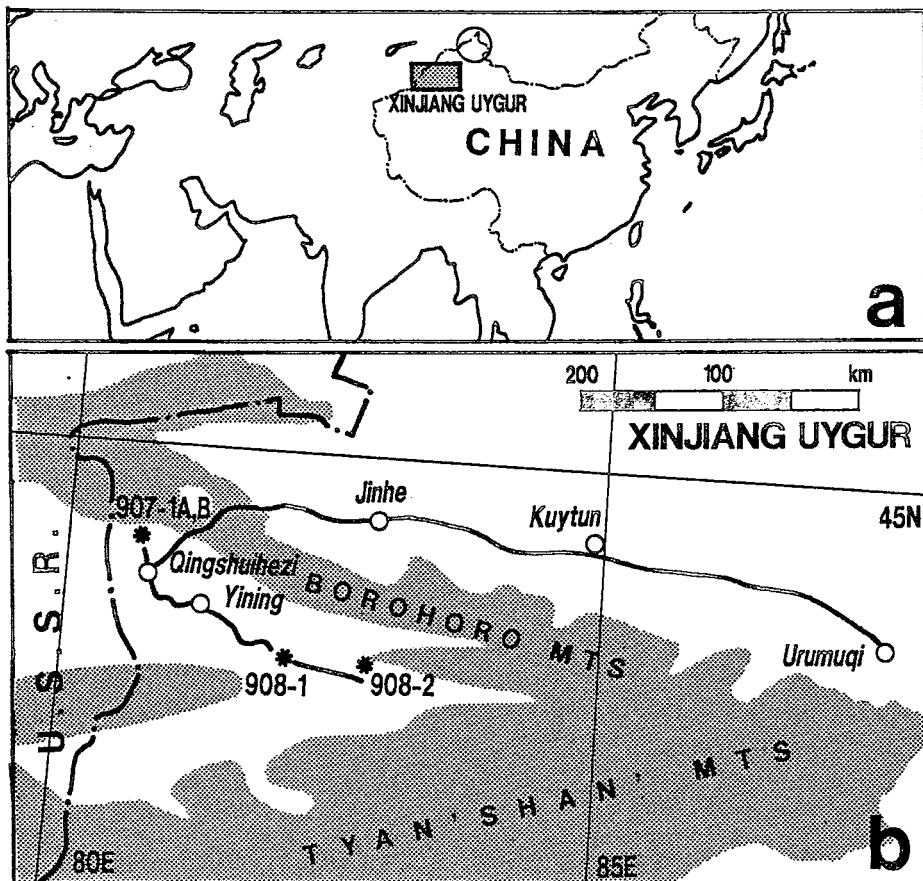 XINJIANG UYGUR
CHINA
a
200 100 km
XINJIANG UYGUR
45N
Jinhe
Kuytun
907-1A,B
Qingshuihezi
Yining
BOROHORO MTS
Urumuqi
908-1
908-2
U.S.S.R.
TYAN'SHAN' MTS
80E
85E
b